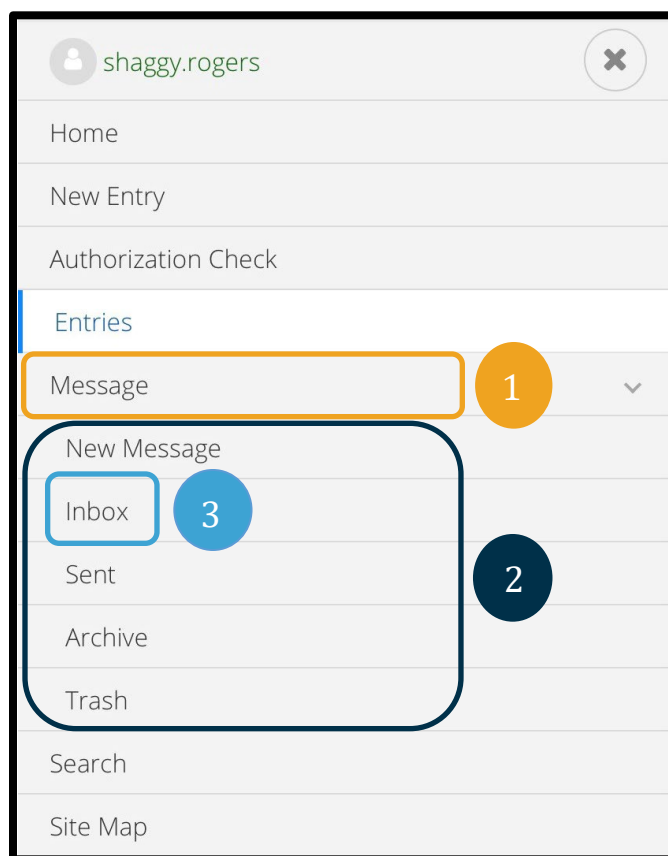 shaggy.rogers
Home
New Entry
Authorization Check
Entries
Message 1
New Message
Inbox 3
Sent 2
Archive
Trash
Search
Site Map